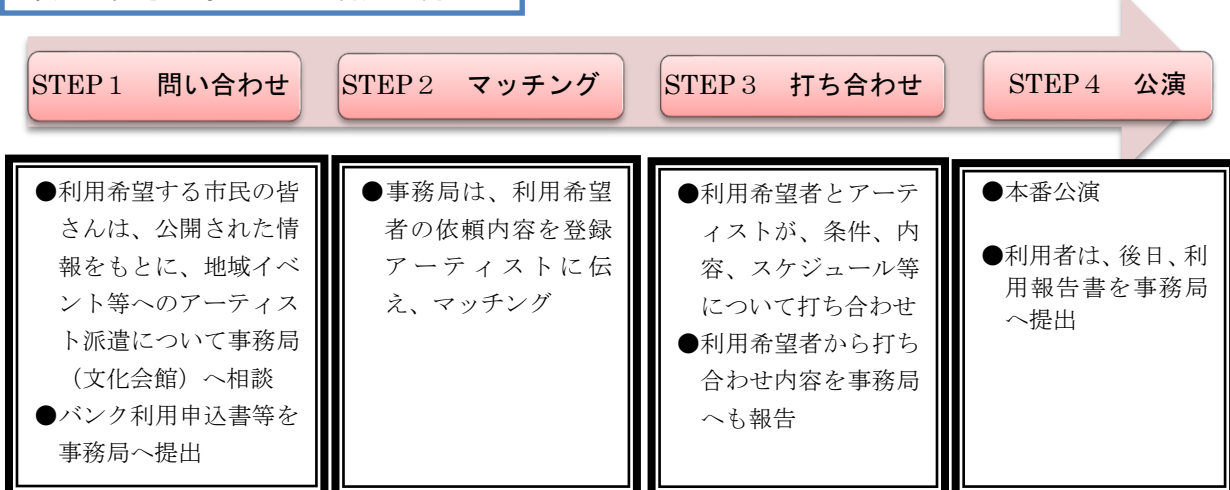 STEP1 問い合わせ
STEP2 マッチング
STEP3 打ち合わせ
STEP4 公演
●利用希望する市民の皆
さんは、公開された情
報をもとに、地域イベ
ント等へのアーティス
ト派遣について事務局
（文化会館）へ相談
●バンク利用申込書等を
事務局へ提出
●事務局は、利用希望
者の依頼内容を登録
アーティストに伝
え、マッチング
●利用希望者とアーテ
ィストが、条件、内
容、スケジュール等
について打ち合わせ
●利用希望者から打ち
合わせ内容を事務局
へも報告
●本番公演
●利用者は、後日、利
用報告書を事務局
へ提出